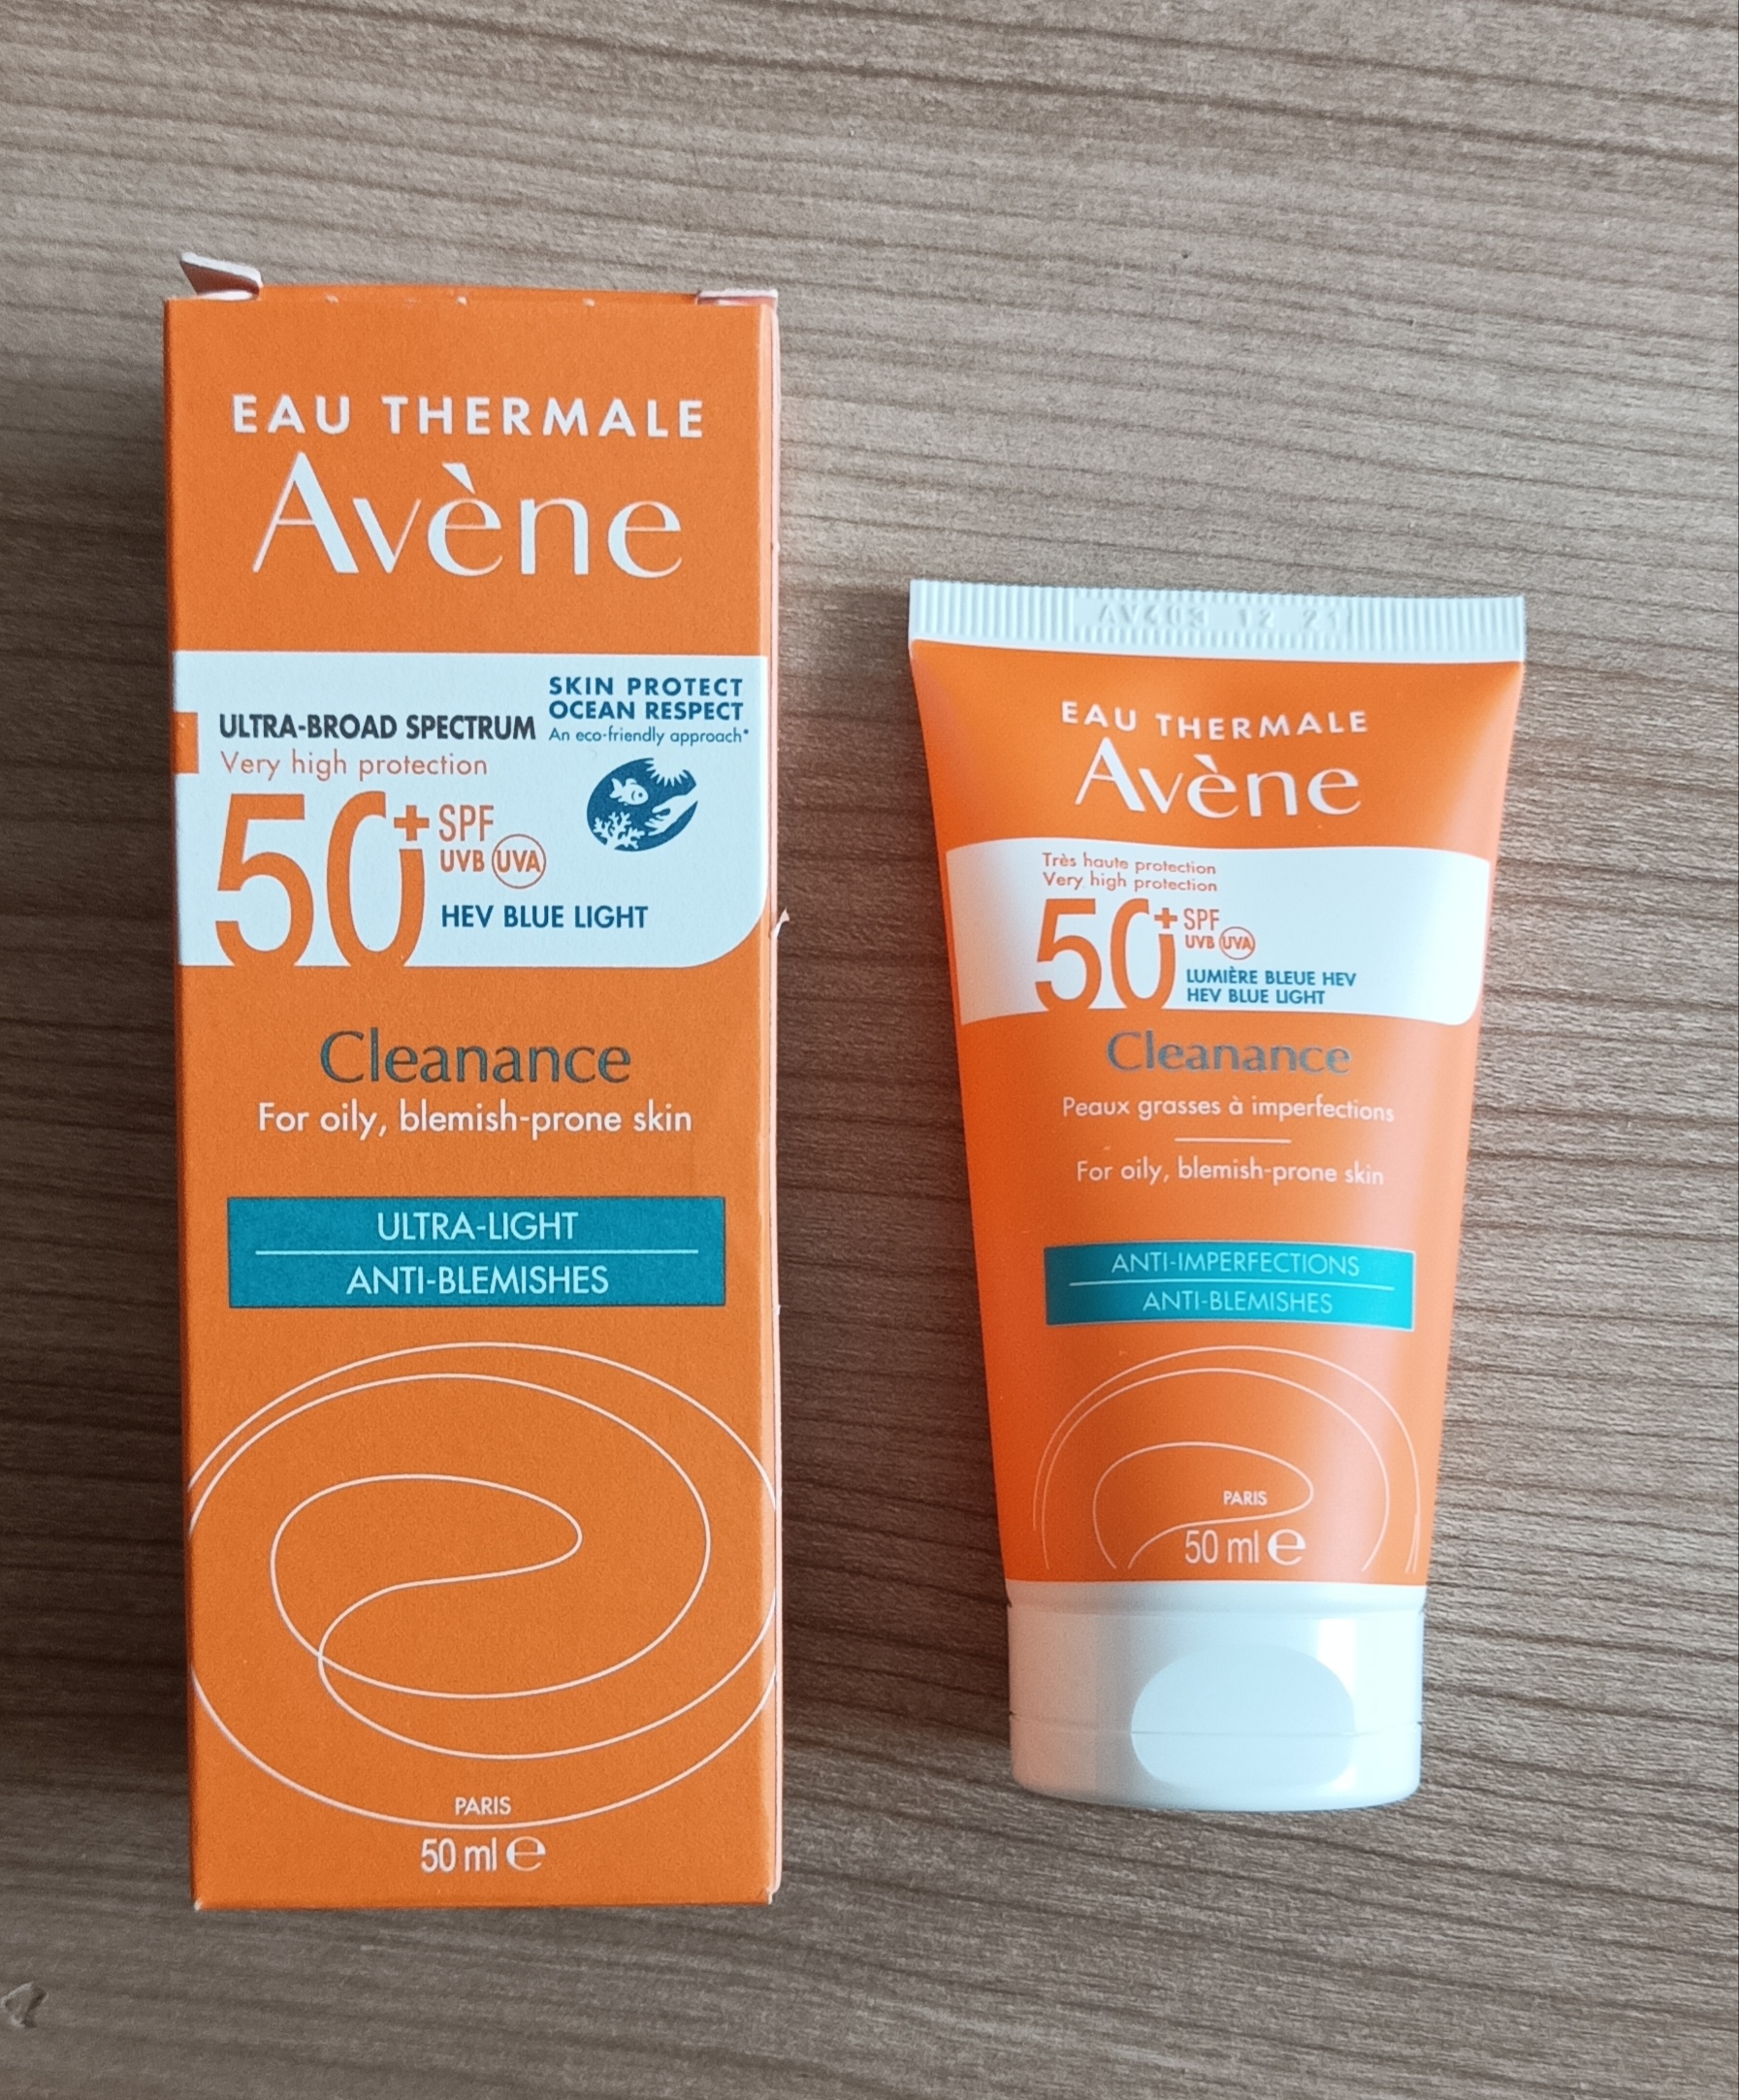 EAU THERMALE
Avène
SKIN PROTECT
OCEAN RESPECT
An eco-friendly approach*
ULTRA-BROAD SPECTRUM
Very high protection
50+ SPF
UVB UVA
HEV BLUE LIGHT
Cleanance
For oily, blemish-prone skin
ULTRA-LIGHT
ANTI-BLEMISHES
PARIS
50 ml e
AV403 12 21
EAU THERMALE
Avène
Très haute protection
Very high protection
50+ SPF
UVB UVA
LUMIÈRE BLEUE HEV
HEV BLUE LIGHT
Cleanance
Peaux grasses à imperfections
For oily, blemish-prone skin
ANTI-IMPERFECTIONS
ANTI-BLEMISHES
PARIS
50 ml e